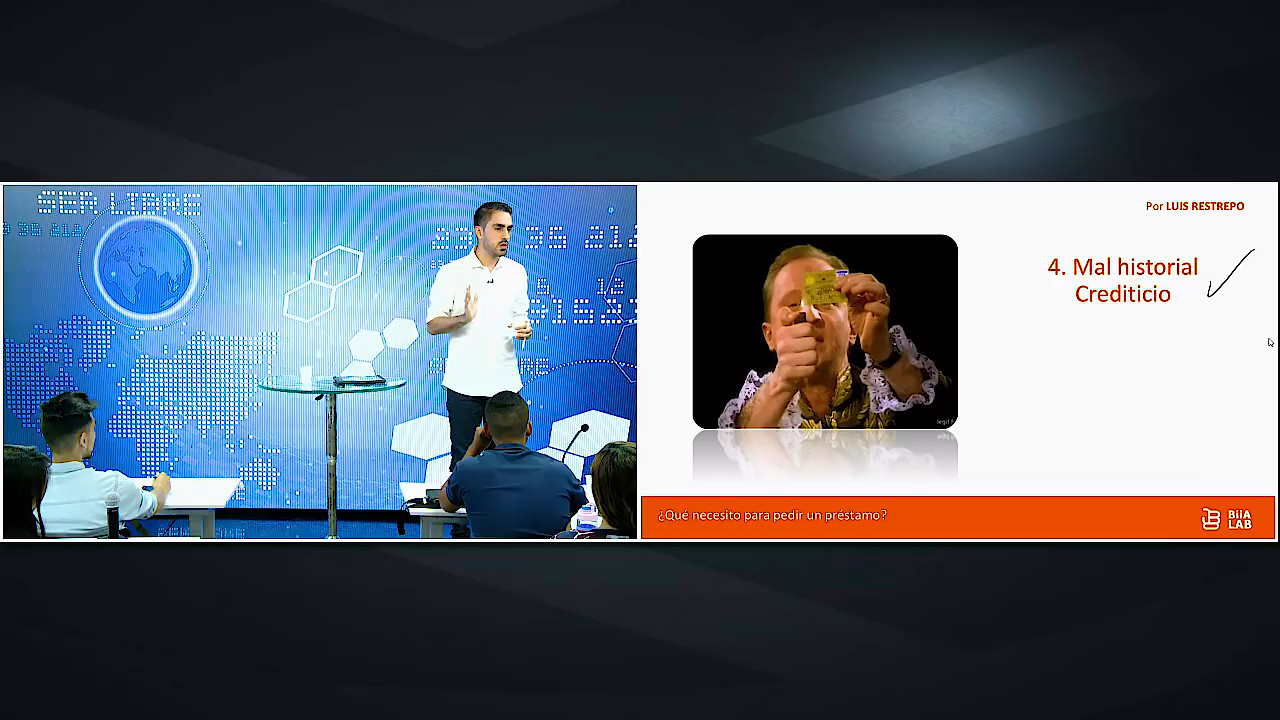 SER LIBRE
Por LUIS RESTREPO
4. Mal historial
Crediticio
¿Qué necesito para pedir un préstamo?
BiiA
LAB